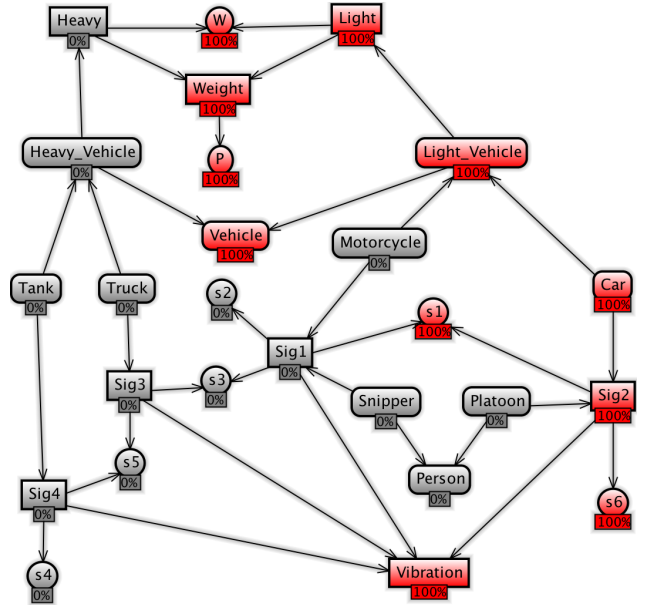 Heavy
0%
W
100%
Light
100%
Weight
100%
P
100%
Heavy_Vehicle
0%
Light_Vehicle
100%
Vehicle
100%
Motorcycle
0%
Tank
0%
Truck
0%
s2
0%
Car
100%
s1
100%
Sig1
0%
Sig3
0%
s3
0%
Snipper
0%
Platoon
0%
Sig2
100%
s5
0%
Person
0%
Sig4
0%
s6
100%
s4
0%
Vibration
100%